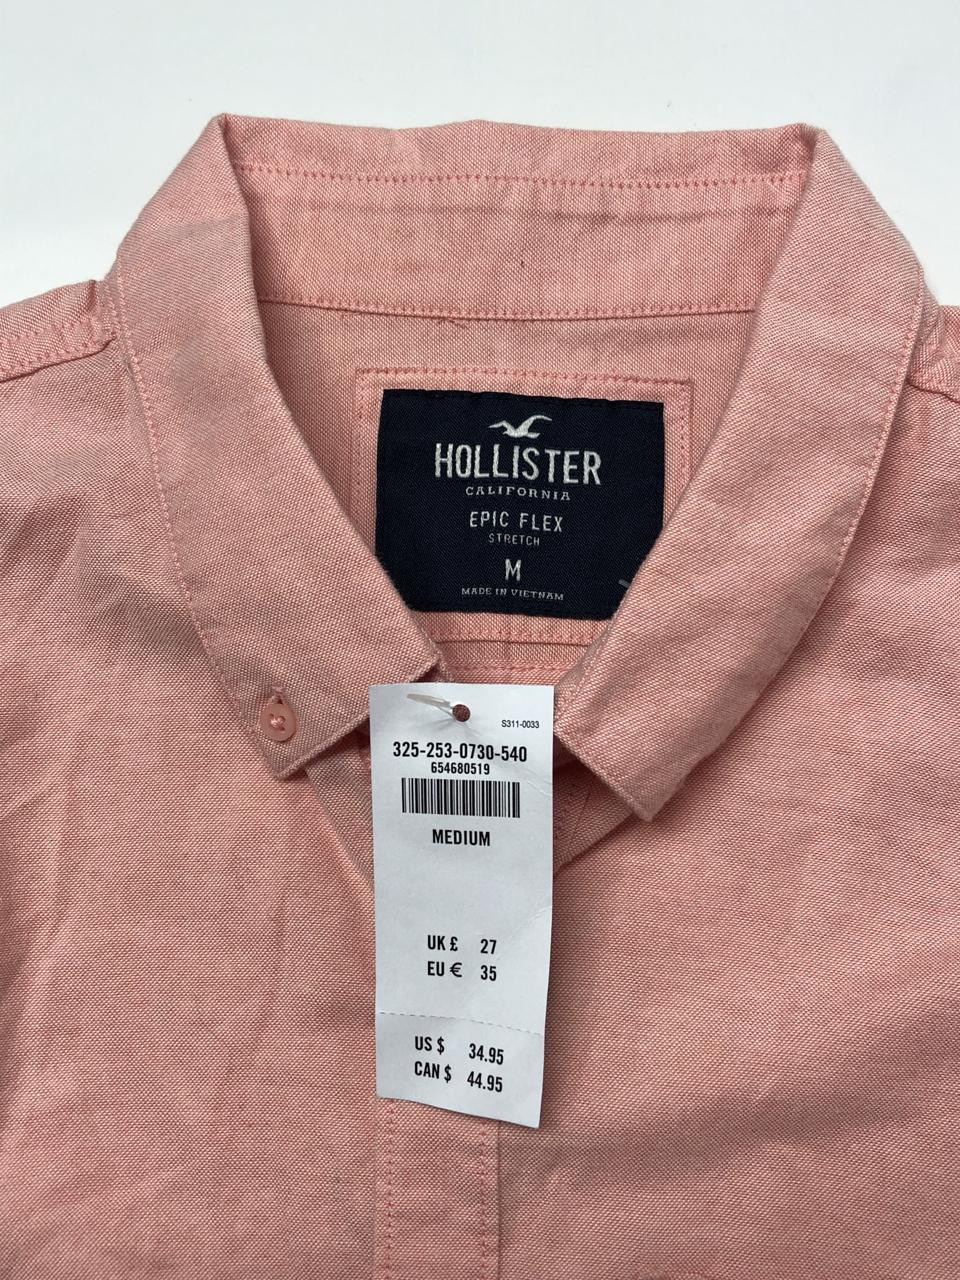 HOLLISTER
CALIFORNIA
EPIC FLEX
STRETCH
M
MADE IN VIETNAM
S311-0033
325-253-0730-540
654680519
MEDIUM
UK £ 27
EU € 35
US $ 34.95
CAN $ 44.95